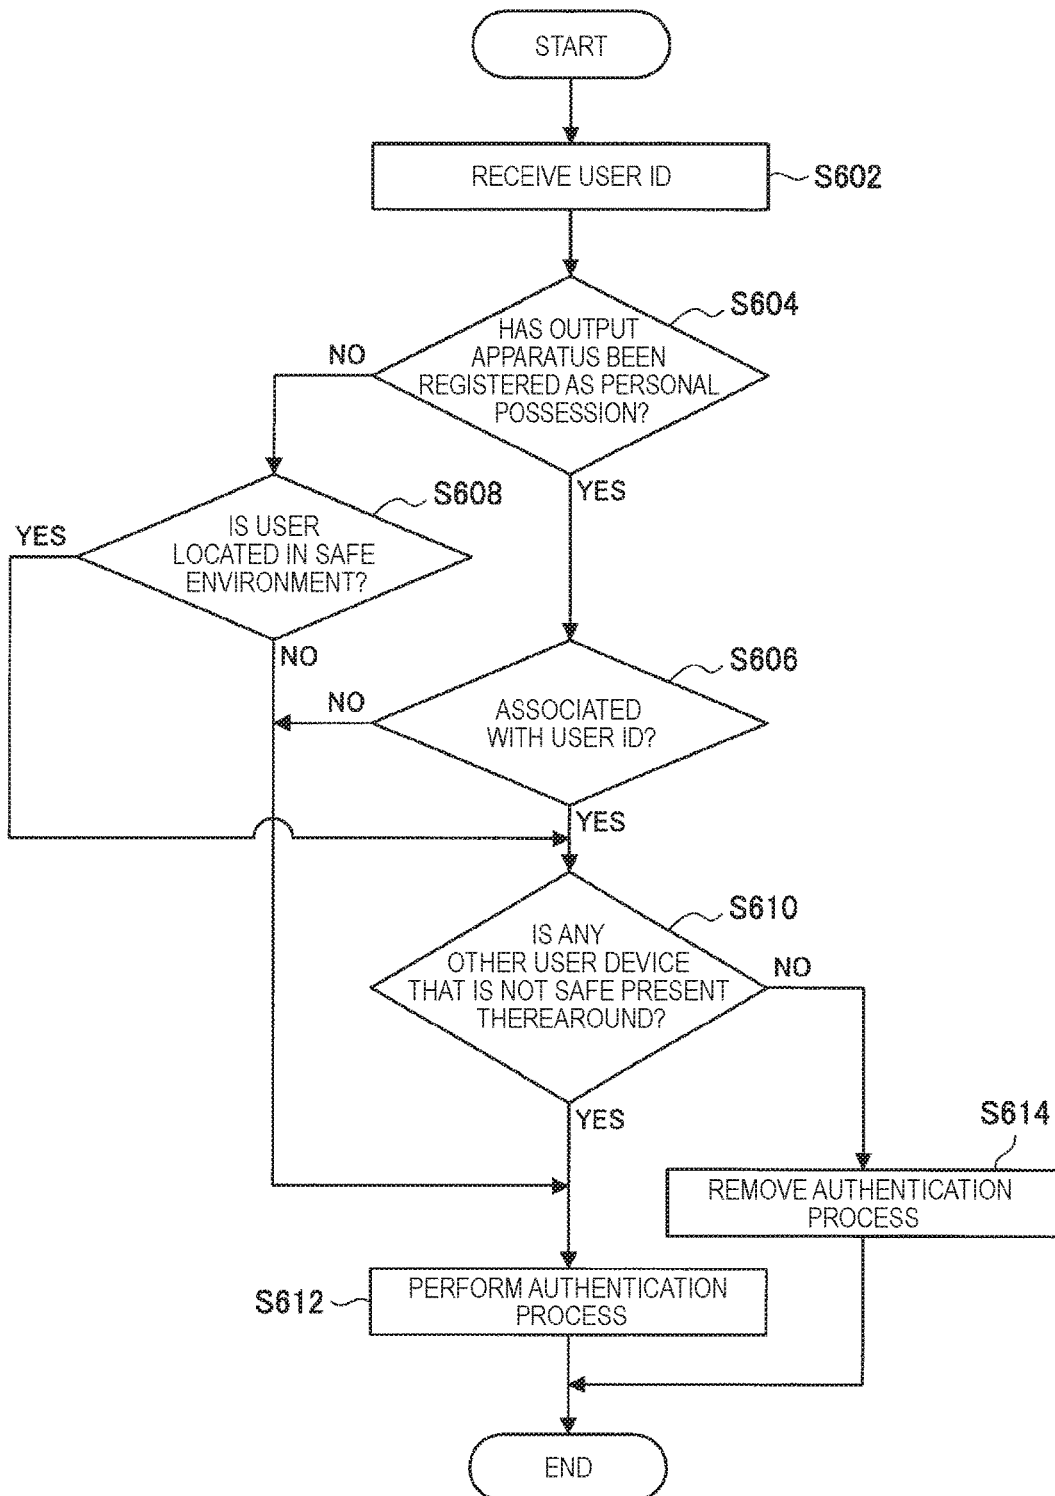 START
RECEIVE USER ID
S602
S604
HAS OUTPUT
APPARATUS BEEN
REGISTERED AS PERSONAL
POSSESSION?
NO
YES
S608
IS USER
LOCATED IN SAFE
ENVIRONMENT?
YES
NO
S606
ASSOCIATED
WITH USER ID?
NO
YES
S610
IS ANY
OTHER USER DEVICE
THAT IS NOT SAFE PRESENT
THEREAROUND?
NO
YES
S614
REMOVE AUTHENTICATION
PROCESS
S612
PERFORM AUTHENTICATION
PROCESS
END